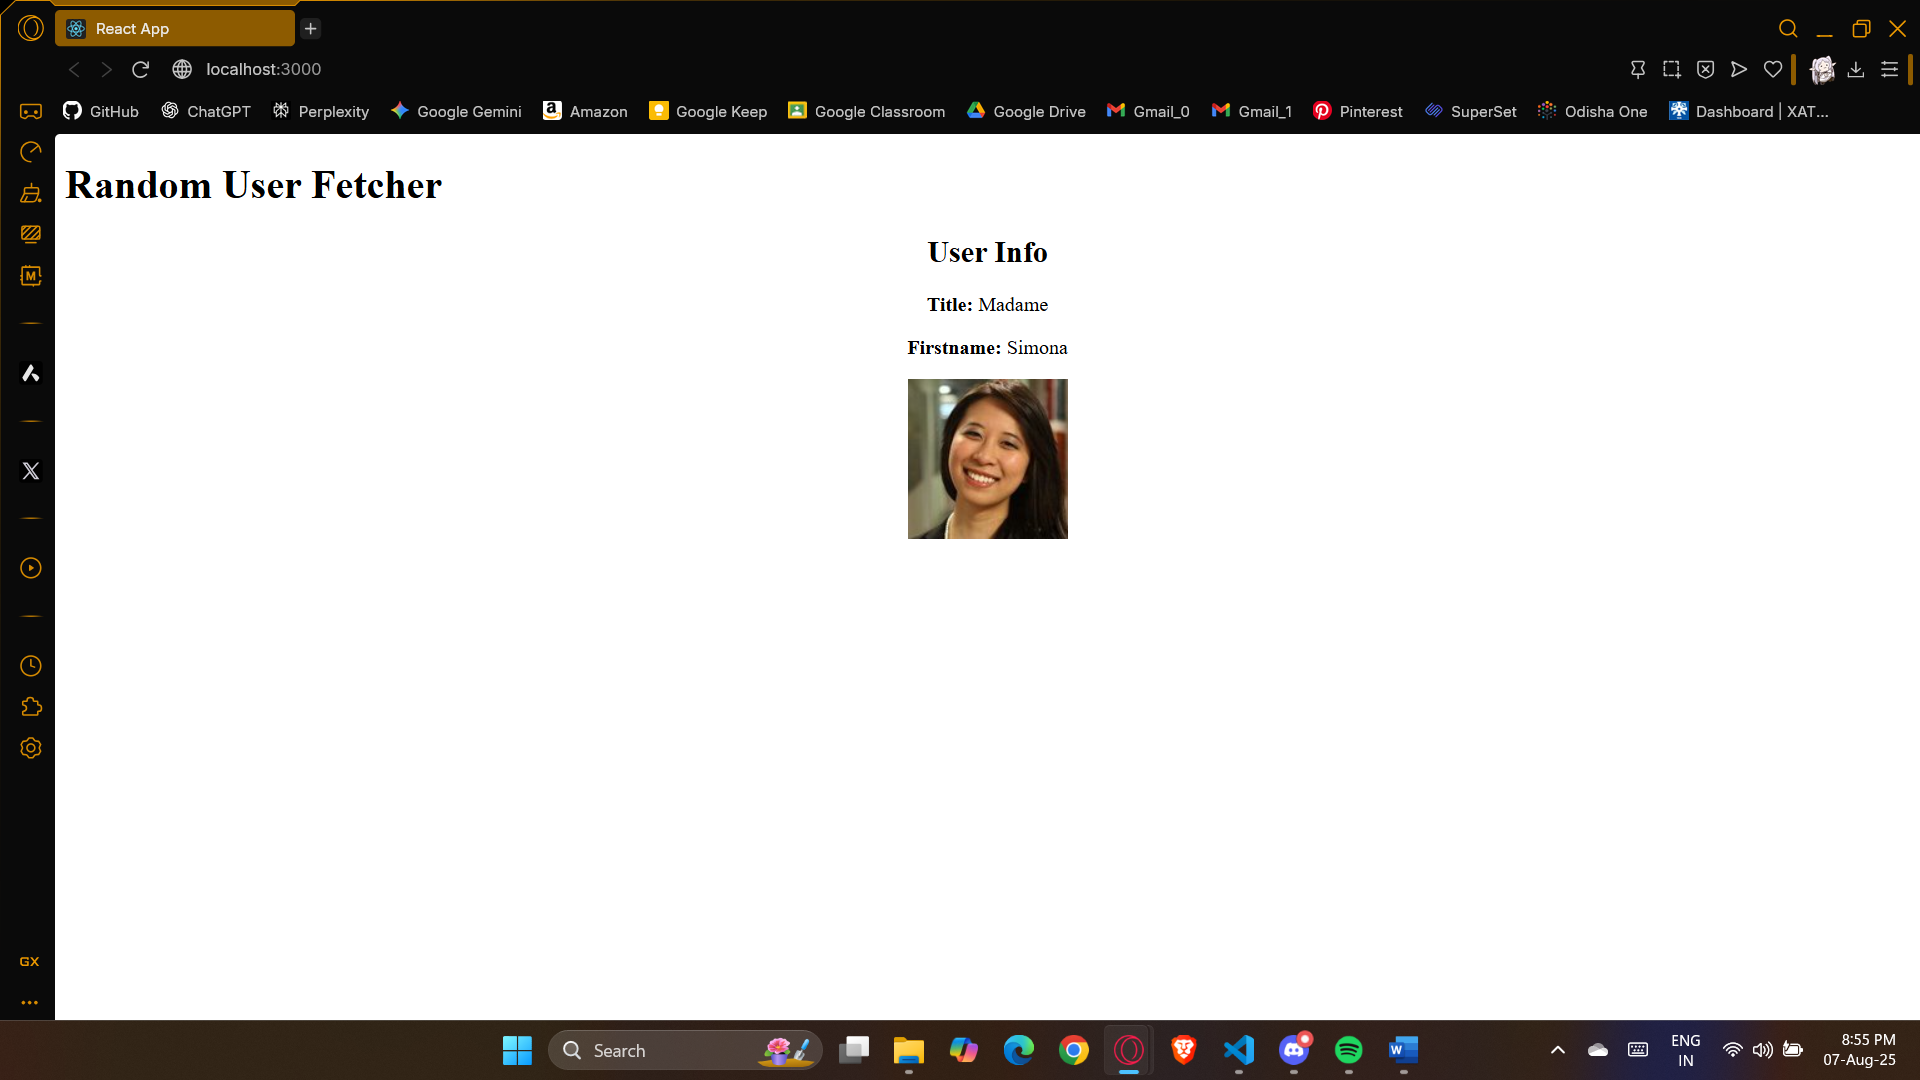 React App
localhost:3000
GitHub ChatGPT Perplexity Google Gemini Amazon Google Keep Google Classroom Google Drive Gmail_0 Gmail_1 Pinterest SuperSet Odisha One Dashboard | XAT...
Random User Fetcher
User Info
Title: Madame
Firstname: Simona
M
GX
Search
ENG
IN
8:55 PM
07-Aug-25